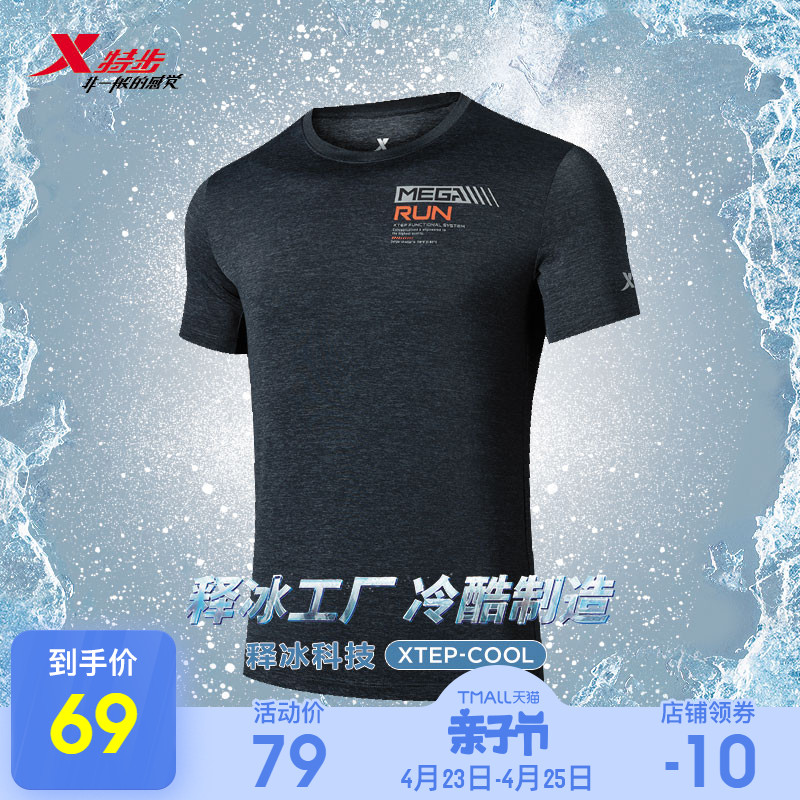 X 特步
非一般的感觉
X
MEGA
RUN
XTEP FUNCTIONAL SYSTEM
X
释冰工厂 冷酷制造
释冰科技 XTEP-COOL
到手价
69
活动价
79
TMALL天猫
亲子节
4月23日-4月25日
店铺领券
-10